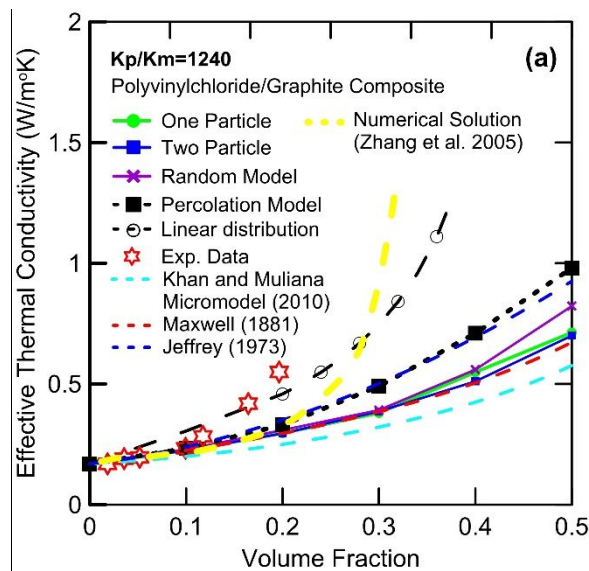 2
(a)
Kp/Km=1240
Polyvinylchloride/Graphite Composite
One Particle
Numerical Solution
(Zhang et al. 2005)
Two Particle
1.5
Random Model
Percolation Model
Linear distribution
Exp. Data
1
Khan and Muliana
Micromodel (2010)
Maxwell (1881)
Jeffrey (1973)
0.5
0
Effective Thermal Conductivity (W/m°K)
0 0.1 0.2 0.3 0.4 0.5
Volume Fraction